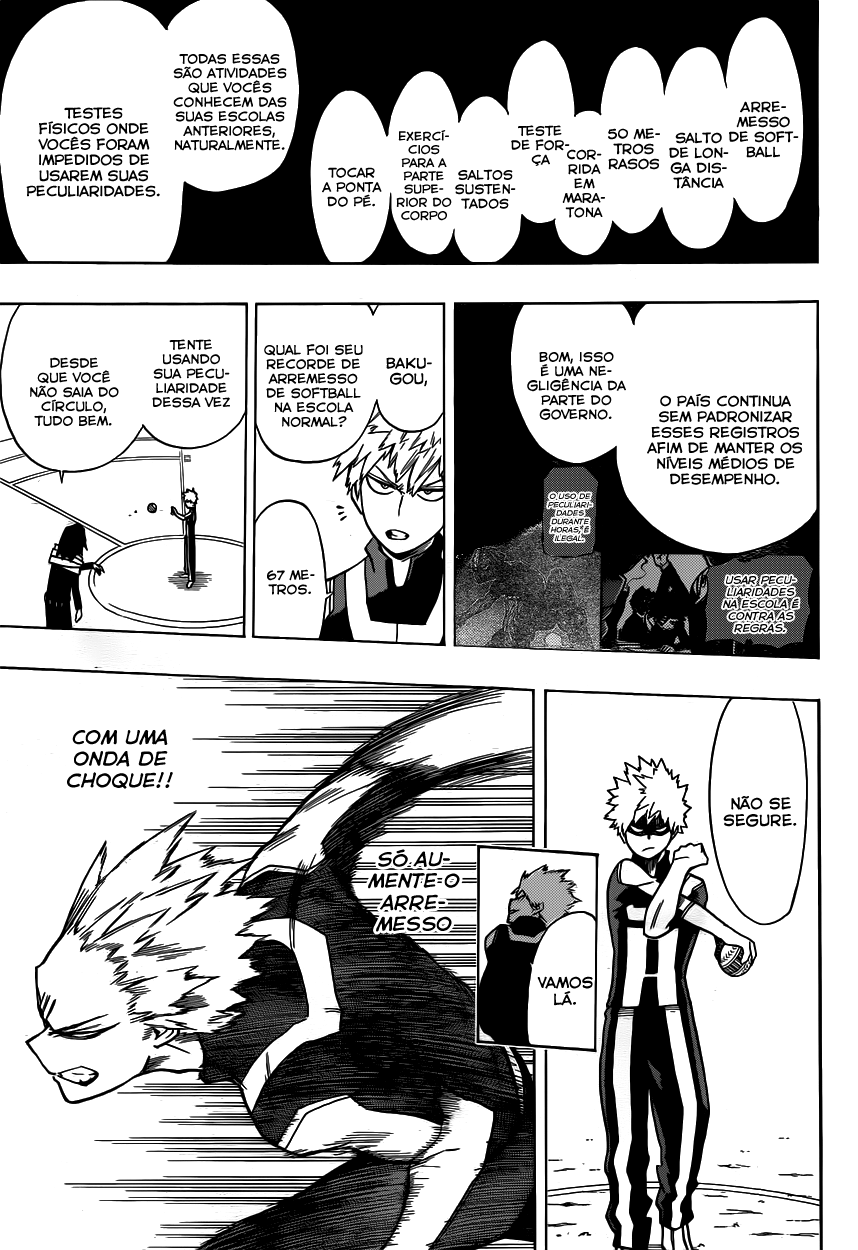 ARRE-
MESSO
DE SOFT-
BALL
SALTO
DE LON-
GA DIS-
TÂNCIA
50 ME-
TROS
RASOS
COR-
RIDA
EM
MARA-
TONA
TESTE
DE FOR-
ÇA
SALTOS
SUSTEN-
TADOS
EXERCÍ-
CIOS
PARA A
PARTE
SUPE-
RIOR DO
CORPO
TOCAR
A PONTA
DO PÉ.
TODAS ESSAS
SÃO ATIVIDADES
QUE VOCÊS
CONHECEM DAS
SUAS ESCOLAS
ANTERIORES,
NATURALMENTE.
TESTES
FÍSICOS ONDE
VOCÊS FORAM
IMPEDIDOS DE
USAREM SUAS
PECULIARIDADES.
O PAÍS CONTINUA
SEM PADRONIZAR
ESSES REGISTROS
AFIM DE MANTER OS
NÍVEIS MÉDIOS DE
DESEMPENHO.
BOM, ISSO
É UMA NE-
GLIGÊNCIA DA
PARTE DO
GOVERNO.
USAR PECU-
LIARIDADES
NA ESCOLA É
CONTRA AS
REGRAS.
O USO DE
PECULIARI-
DADES
DURANTE
HORAS, É
ILEGAL.
BAKU-
GOU,
QUAL FOI SEU
RECORDE DE
ARREMESSO
DE SOFTBALL
NA ESCOLA
NORMAL?
67 ME-
TROS.
TENTE
USANDO
SUA PECU-
LIARIDADE
DESSA VEZ
DESDE
QUE VOCÊ
NÃO SAIA DO
CÍRCULO,
TUDO BEM.
NÃO SE
SEGURE.
VAMOS
LÁ.
SÓ AU-
MENTE O
ARRE-
MESSO
COM UMA
ONDA DE
CHOQUE!!